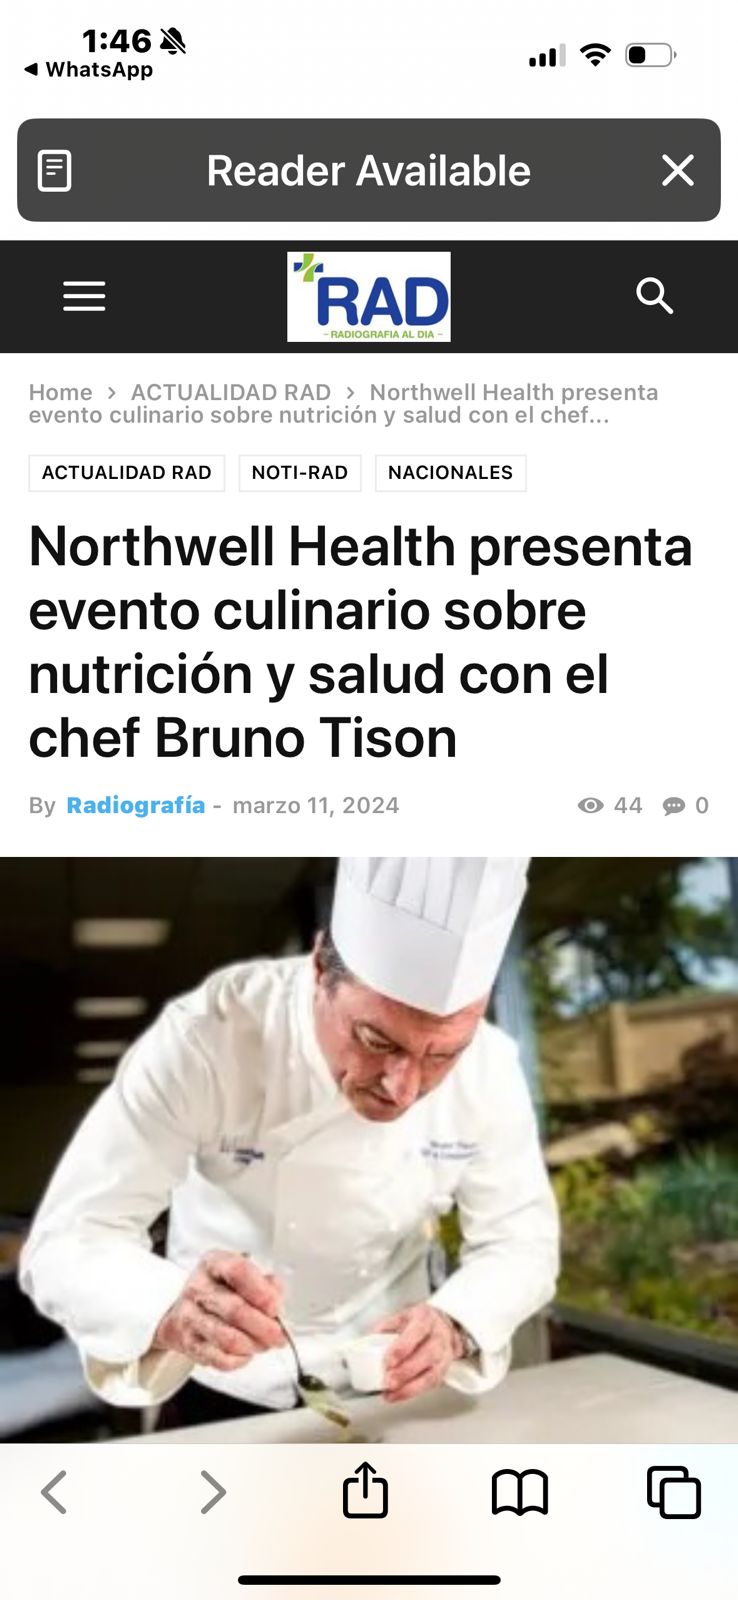 1:46
WhatsApp
Reader Available
RAD
- RADIOGRAFIA AL DIA -
Home > ACTUALIDAD RAD > Northwell Health presenta
evento culinario sobre nutrición y salud con el chef...
ACTUALIDAD RAD NOTI-RAD NACIONALES
Northwell Health presenta
evento culinario sobre
nutrición y salud con el
chef Bruno Tison
By Radiografía - marzo 11, 2024 44 0